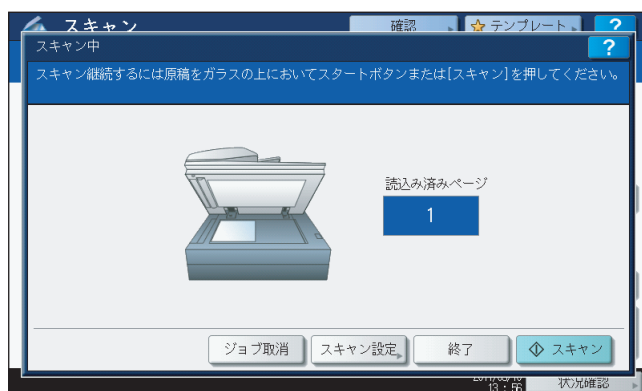 スキャン
確認
テンプレート
?
スキャン中
?
スキャン継続するには原稿をガラスの上においてスタートボタンまたは[スキャン]を押してください。
読込み済みページ
1
ジョブ取消
スキャン設定
終了
スキャン
13:56
状況確認